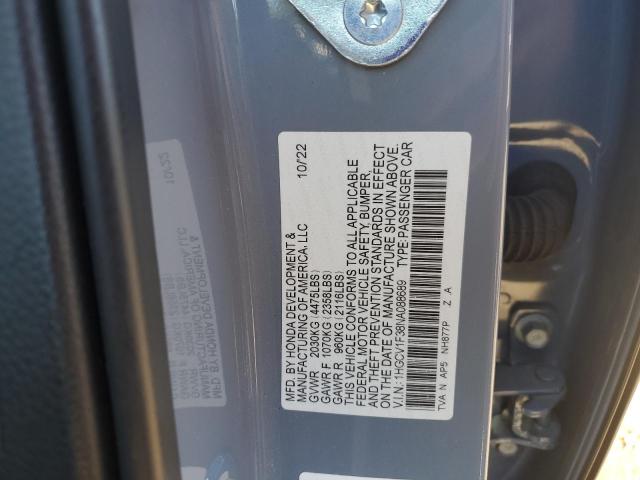 MFD. BY HONDA DEVELOPMENT &
MANUFACTURING OF AMERICA, LLC 10/22
GVWR 2030KG (4475LBS)
GAWR F 1070KG (2358LBS)
GAWR R 960KG (2116LBS)
THIS VEHICLE CONFORMS TO ALL APPLICABLE
FEDERAL MOTOR VEHICLE SAFETY, BUMPER,
AND THEFT PREVENTION STANDARDS IN EFFECT
ON THE DATE OF MANUFACTURE SHOWN ABOVE.
V.I.N.: 1HGCV1F38NA088689 TYPE: PASSENGER CAR
TVA N AP5 NH877P Z .A